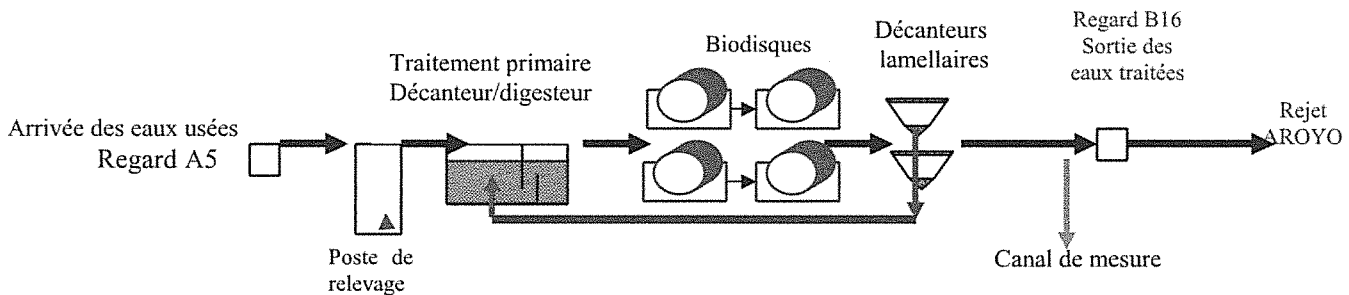 Arrivée des eaux usées
Regard A5
Poste de
relevage
Traitement primaire
Décanteur/digesteur
Biodisques
Décanteurs
lamellaires
Canal de mesure
Regard B16
Sortie des
eaux traitées
Rejet
AROYO